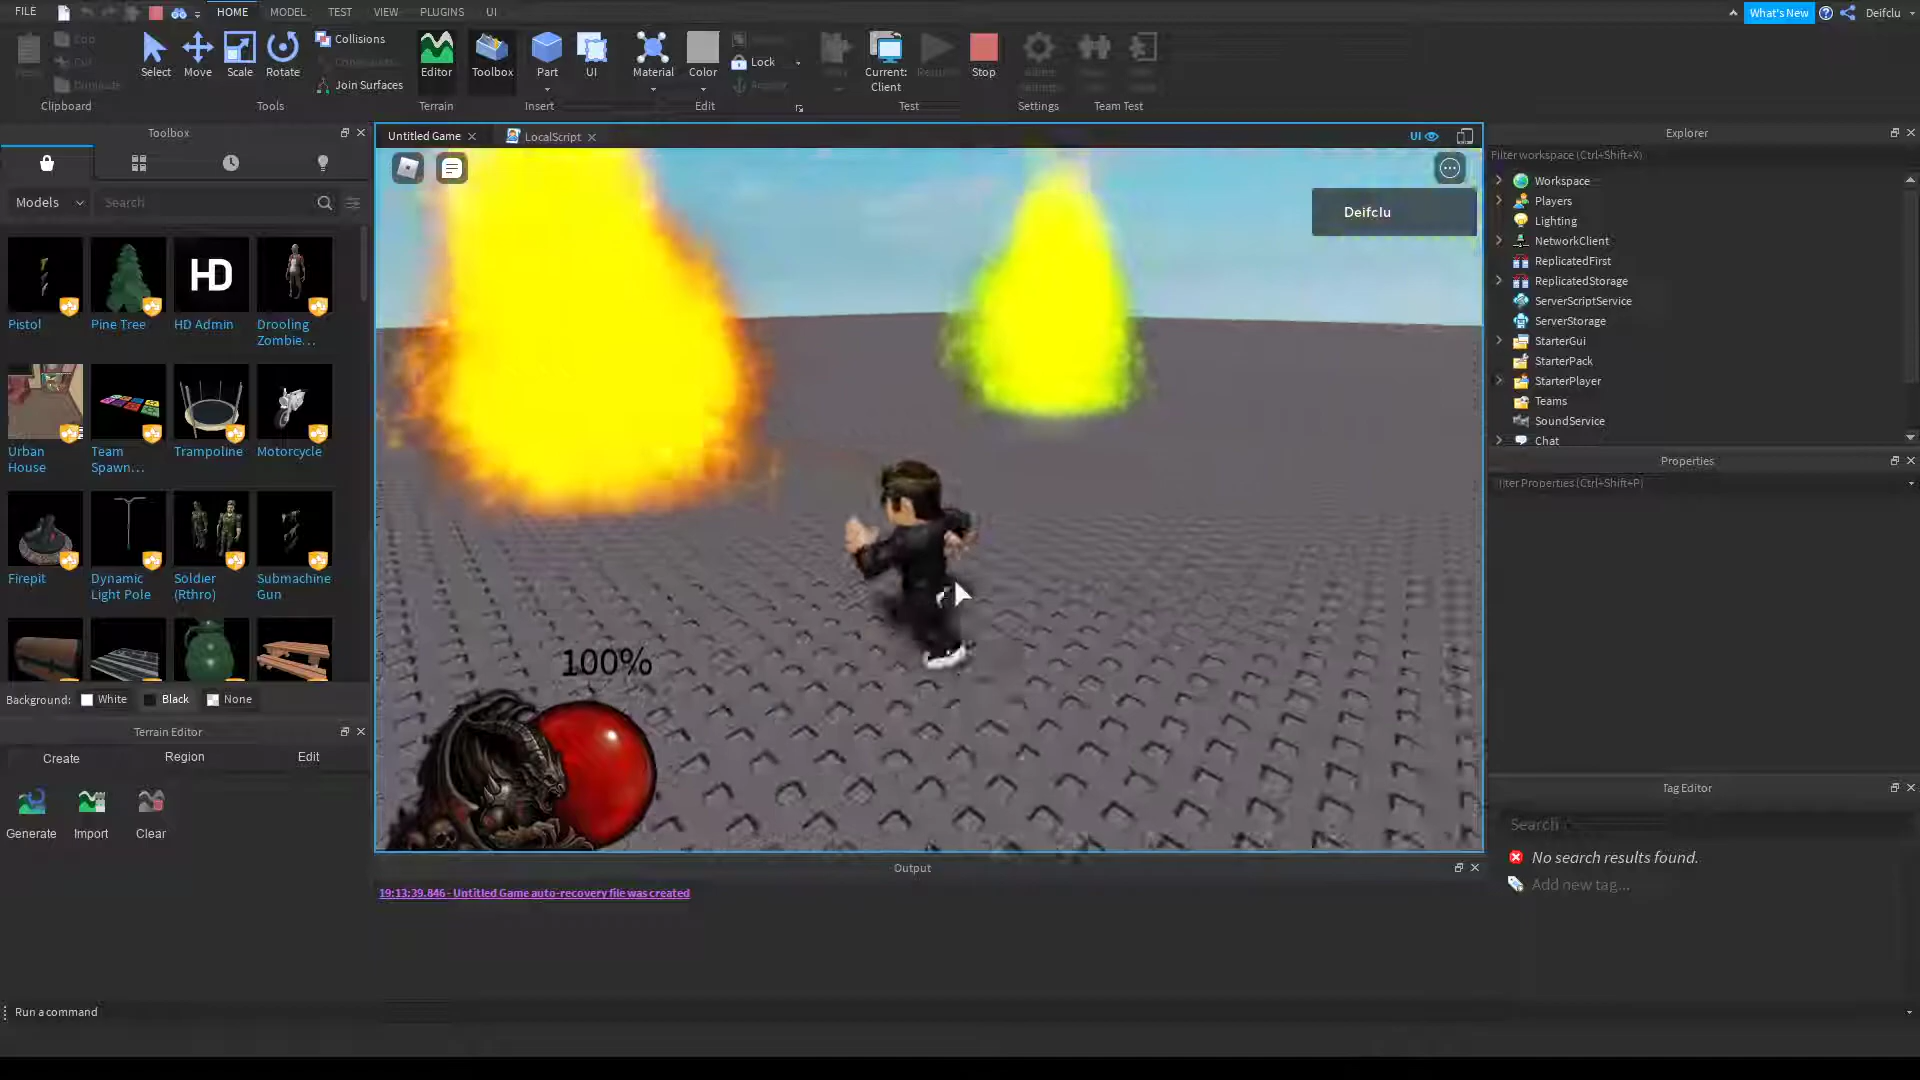 FILE
HOME
MODEL
TEST
VIEW
PLUGINS
UI
What's New
Deifclu
Select
Move
Scale
Rotate
Collisions
Join Surfaces
Editor
Toolbox
Part
UI
Material
Color
Lock
Anchor
Current:
Client
Stop
Clipboard
Tools
Terrain
Insert
Edit
Test
Settings
Team Test
Toolbox
Untitled Game
LocalScript
UI
Explorer
Filter workspace (Ctrl+Shift+X)
Models
Search
Deifclu
Workspace
Players
Lighting
NetworkClient
ReplicatedFirst
ReplicatedStorage
ServerScriptService
ServerStorage
StarterGui
StarterPack
StarterPlayer
Teams
SoundService
Chat
HD
Pistol
Pine Tree
HD Admin
Drooling
Zombie...
Urban
House
Team
Spawn...
Trampoline
Motorcycle
Firepit
Dynamic
Light Pole
Soldier
(Rthro)
Submachine
Gun
Properties
ilter Properties (Ctrl+Shift+P)
100%
Background:
White
Black
None
Terrain Editor
Create
Region
Edit
Generate
Import
Clear
Tag Editor
Search
No search results found.
Add new tag...
Output
19:13:39.846 - Untitled Game auto-recovery file was created
Run a command